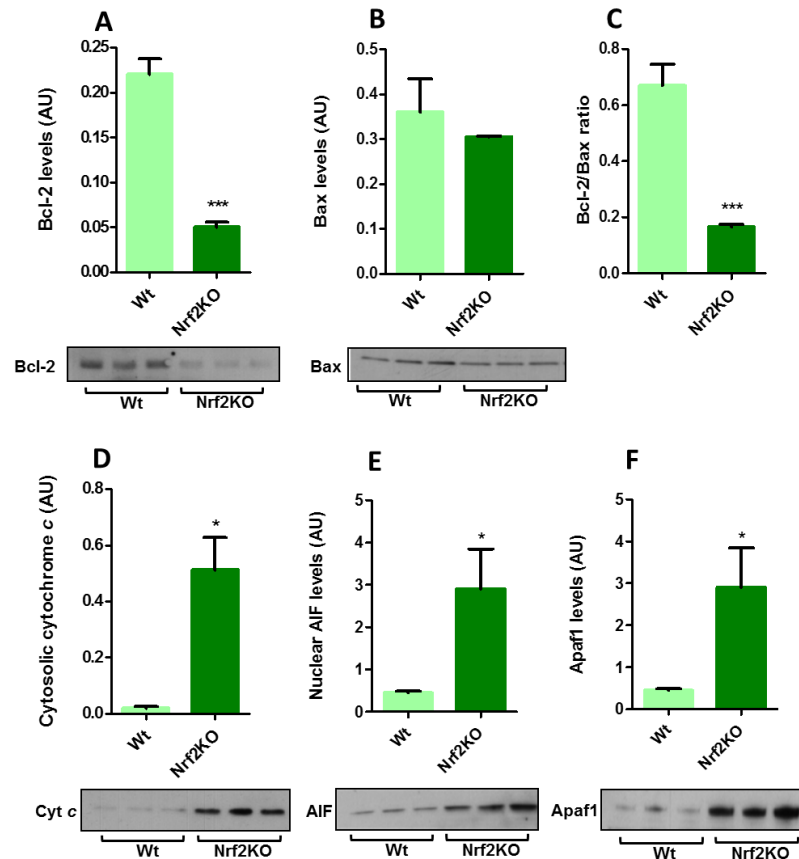 A
Bcl-2 levels (AU)
0.25
0.20
0.15
0.10
0.05
0.00
***
Wt
Nrf2KO
Bcl-2
Wt
Nrf2KO
B
Bax levels (AU)
0.5
0.4
0.3
0.2
0.1
0.0
Wt
Nrf2KO
Bax
Wt
Nrf2KO
C
Bcl-2/Bax ratio
0.8
0.6
0.4
0.2
0.0
***
Wt
Nrf2KO
D
Cytosolic cytochrome c (AU)
0.8
0.6
0.4
0.2
0.0
*
Wt
Nrf2KO
Cyt c
Wt
Nrf2KO
E
Nuclear AIF levels (AU)
5
4
3
2
1
0
*
Wt
Nrf2KO
AIF
Wt
Nrf2KO
F
Apaf1 levels (AU)
5
4
3
2
1
0
*
Wt
Nrf2KO
Apaf1
Wt
Nrf2KO